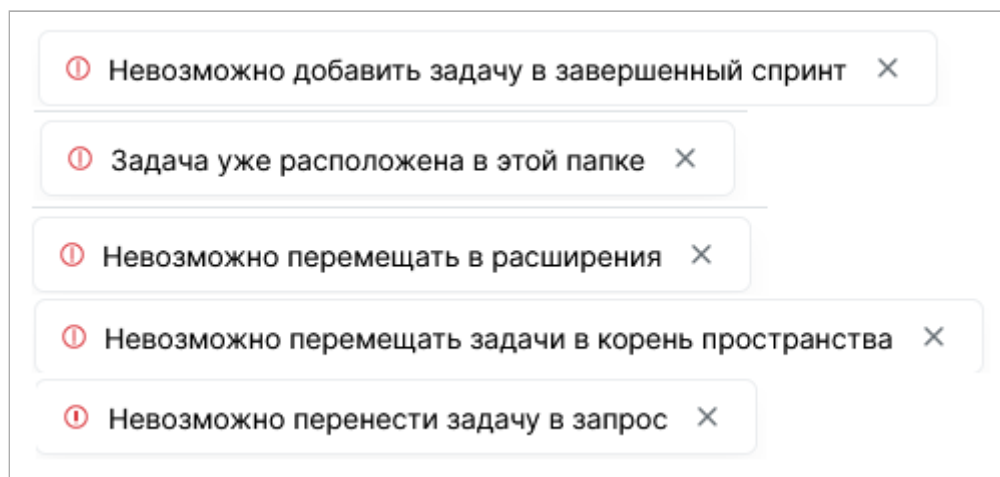 Невозможно добавить задачу в завершенный спринт
Задача уже расположена в этой папке
Невозможно перемещать в расширения
Невозможно перемещать задачи в корень пространства
Невозможно перенести задачу в запрос